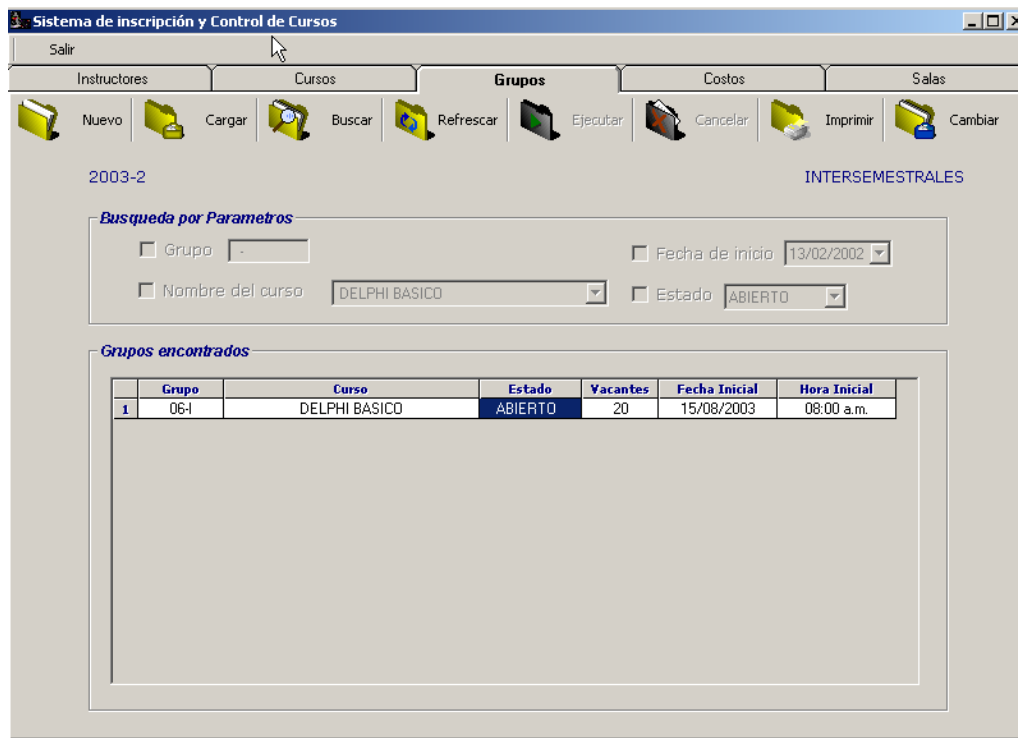 Sistema de inscripción y Control de Cursos
Salir
Instructores Cursos Grupos Costos Salas
Nuevo Cargar Buscar Refrescar Ejecutar Cancelar Imprimir Cambiar
2003-2 INTERSEMESTRALES
Busqueda por Parametros
Grupo - Fecha de inicio 13/02/2002
Nombre del curso DELPHI BASICO Estado ABIERTO
Grupos encontrados
Grupo Curso Estado Vacantes Fecha Inicial Hora Inicial
1 06-I DELPHI BASICO ABIERTO 20 15/08/2003 08:00 a.m.